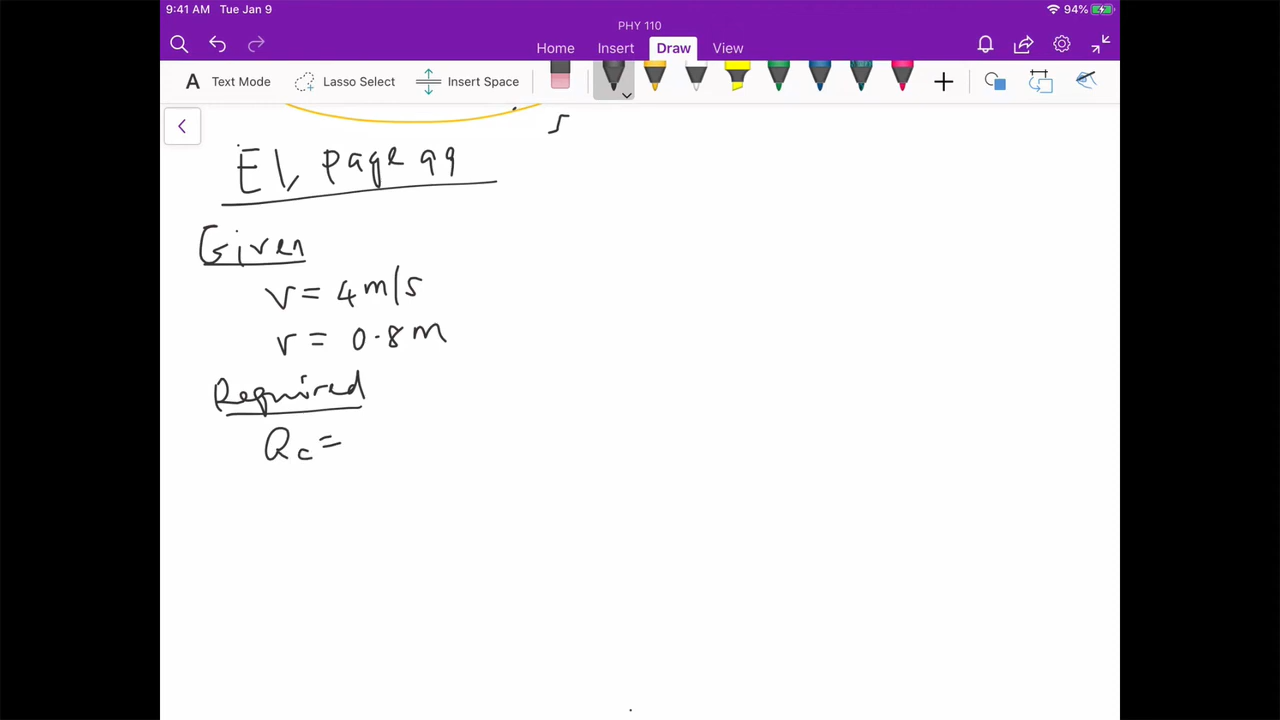 9:41 AM Tue Jan 9
94%
PHY 110
Home Insert Draw View
A Text Mode Lasso Select Insert Space
s
E1, page 99
Given
v = 4 m/s
r = 0.8 m
Required
ac =